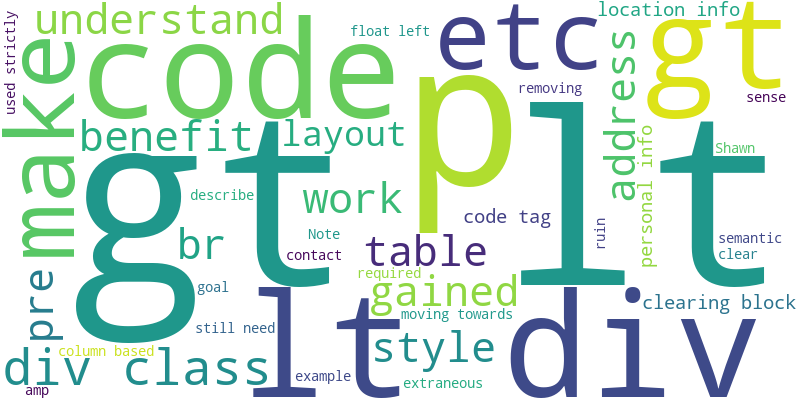 understand
float left
etc
location info
gt
used strictly
make
code
p
removing
address
sense
benefit
layout
gt
lt
personal info
Shawn
describe
work
code tag
br
Note
contact
table
ruin
semantic
clear
pre
goal
required
gained
clearing block
still need
moving towards
lt
div
column based
div class
style
example
extraneous
amp